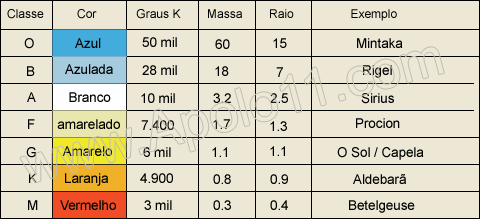 Classe Cor Graus K Massa Raio Exemplo
O Azul 50 mil 60 15 Mintaka
B Azulada 28 mil 18 7 Rigel
A Branco 10 mil 3.2 2.5 Sirius
F amarelado 7.400 1.7 1.3 Procion
G Amarelo 6 mil 1.1 1.1 O Sol / Capela
K Laranja 4.900 0.8 0.9 Aldebarã
M Vermelho 3 mil 0.3 0.4 Betelgeuse
www.Apolo11.com